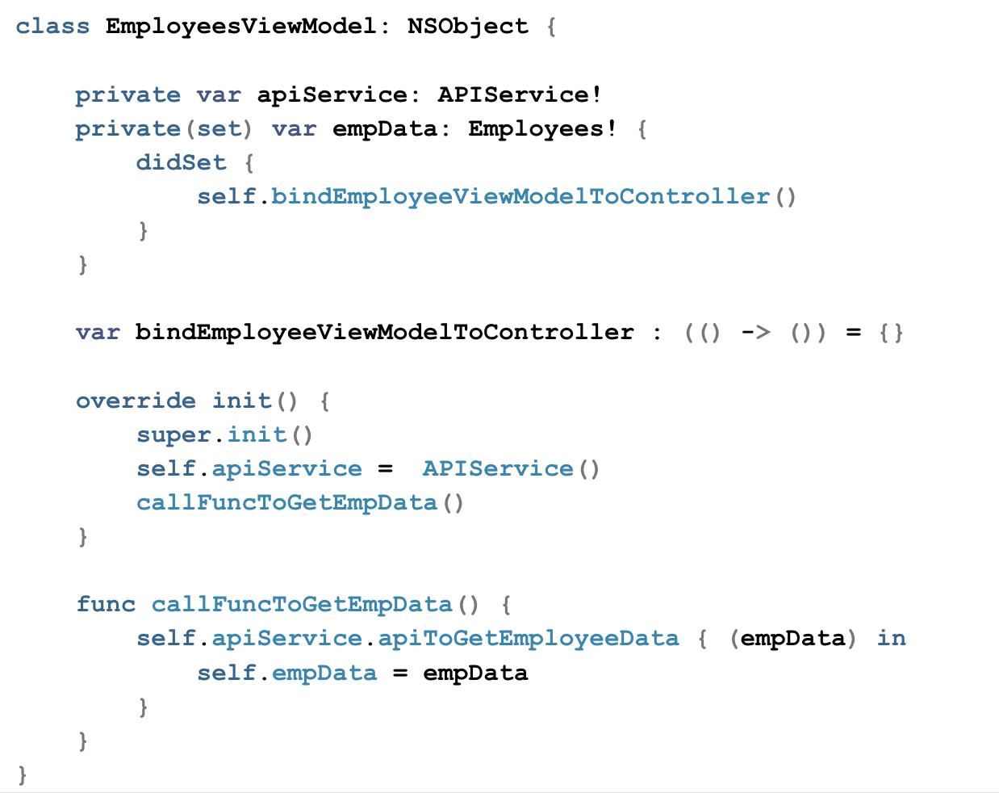 class EmployeesViewModel: NSObject {
    private var apiService: APIService!
    private(set) var empData: Employees! {
        didSet {
            self.bindEmployeeViewModelToController()
        }
    }
    var bindEmployeeViewModelToController : (() -> ()) = {}
    override init() {
        super.init()
        self.apiService =  APIService()
        callFuncToGetEmpData()
    }
    func callFuncToGetEmpData() {
        self.apiService.apiToGetEmployeeData { (empData) in
            self.empData = empData
        }
    }
}